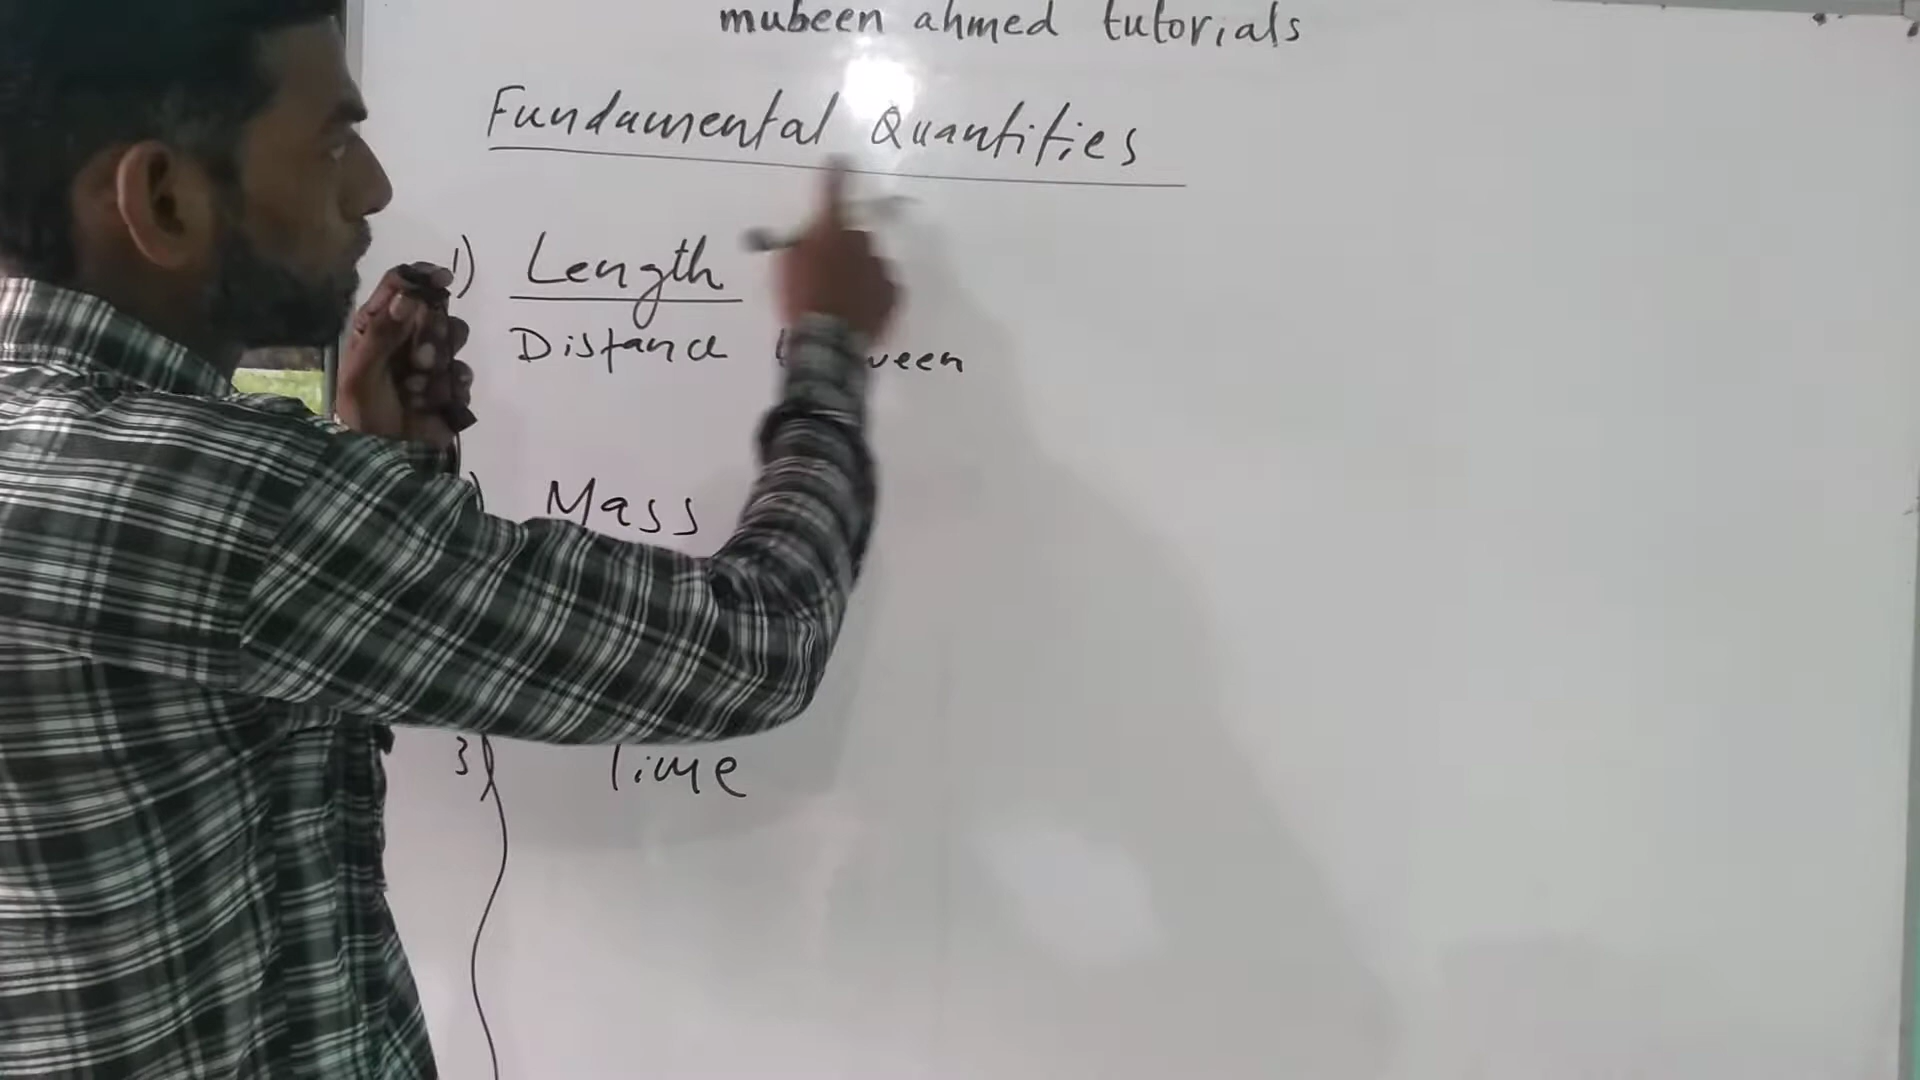 mubeen ahmed tutorials
Fundamental Quantities
1) Length
Distance
) Mass
3) Time